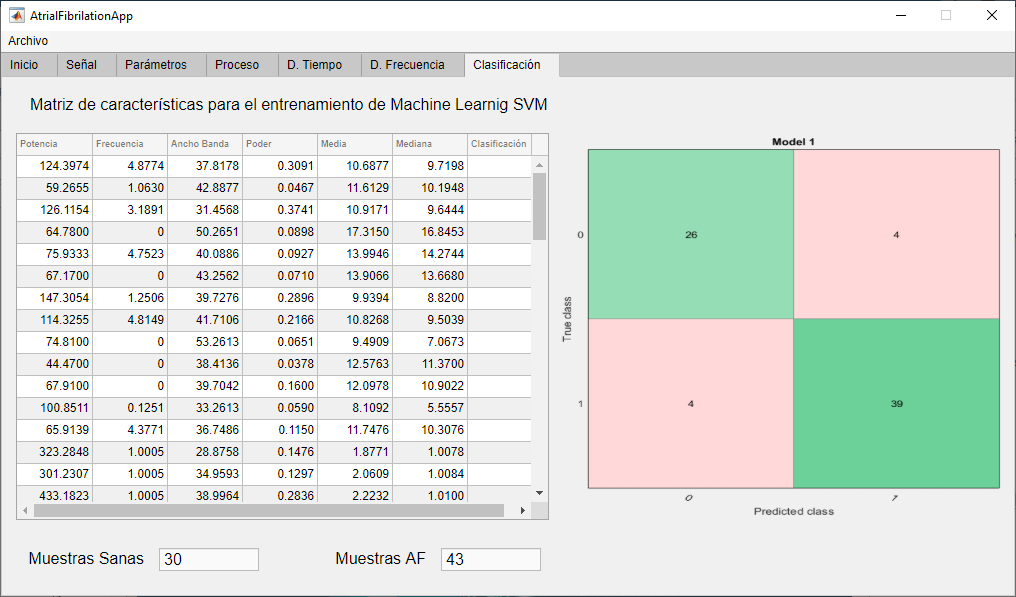 AtrialFibrilationApp
Archivo
Inicio Señal Parámetros Proceso D. Tiempo D. Frecuencia Clasificación
Matriz de características para el entrenamiento de Machine Learnig SVM
Potencia Frecuencia Ancho Banda Poder Media Mediana Clasificación
124.3974 4.8774 37.8178 0.3091 10.6877 9.7198
59.2655 1.0630 42.8877 0.0467 11.6129 10.1948
126.1154 3.1891 31.4568 0.3741 10.9171 9.6444
64.7800 0 50.2651 0.0898 17.3150 16.8453
75.9333 4.7523 40.0886 0.0927 13.9946 14.2744
67.1700 0 43.2562 0.0710 13.9066 13.6680
147.3054 1.2506 39.7276 0.2896 9.9394 8.8200
114.3255 4.8149 41.7106 0.2166 10.8268 9.5039
74.8100 0 53.2613 0.0651 9.4909 7.0673
44.4700 0 38.4136 0.0378 12.5763 11.3700
67.9100 0 39.7042 0.1600 12.0978 10.9022
100.8511 0.1251 33.2613 0.0590 8.1092 5.5557
65.9139 4.3771 36.7486 0.1150 11.7476 10.3076
323.2848 1.0005 28.8758 0.1476 1.8771 1.0078
301.2307 1.0005 34.9593 0.1297 2.0609 1.0084
433.1823 1.0005 38.9964 0.2836 2.2232 1.0100
Muestras Sanas 30
Muestras AF 43
Model 1
True class
0 26 4
1 4 39
0 1
Predicted class